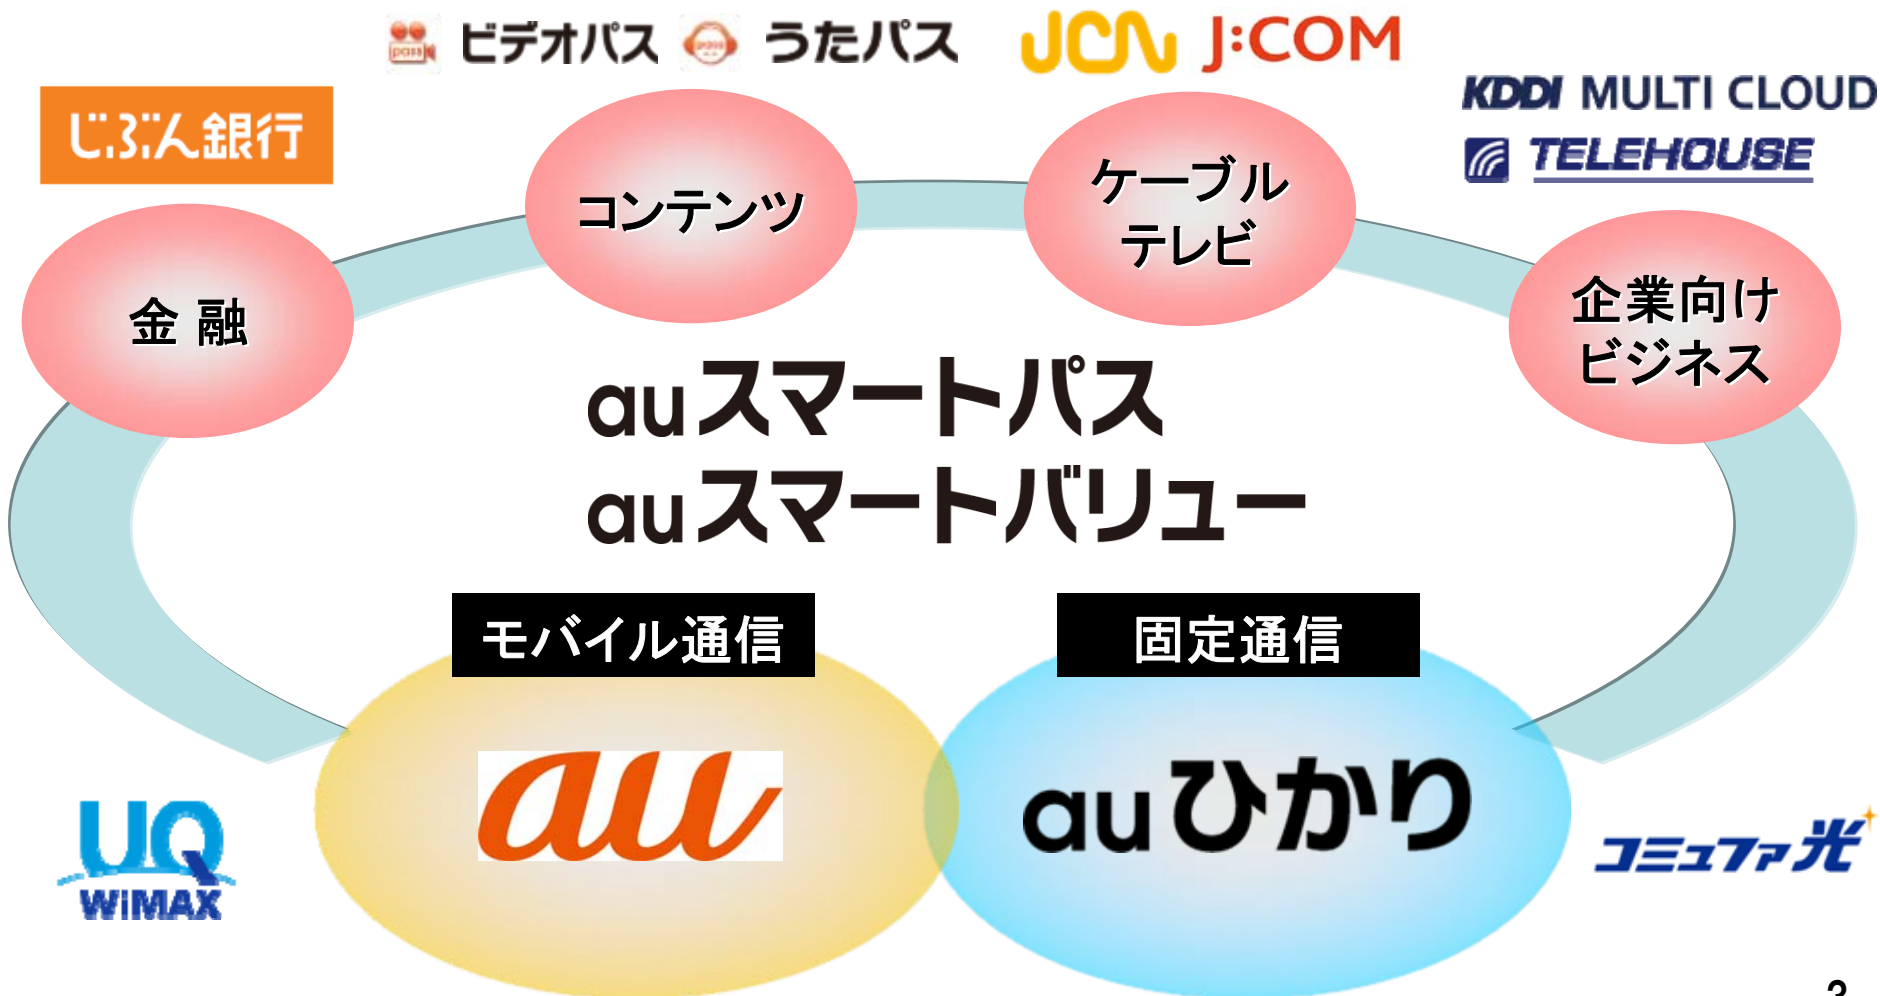 ビデオパス
うたパス
JCN
J:COM
KDDI MULTI CLOUD
TELEHOUSE
じぶん銀行
コンテンツ
ケーブル
テレビ
金 融
企業向け
ビジネス
auスマートパス
auスマートバリュー
モバイル通信
固定通信
au
auひかり
UQ
WiMAX
コミュファ光
3